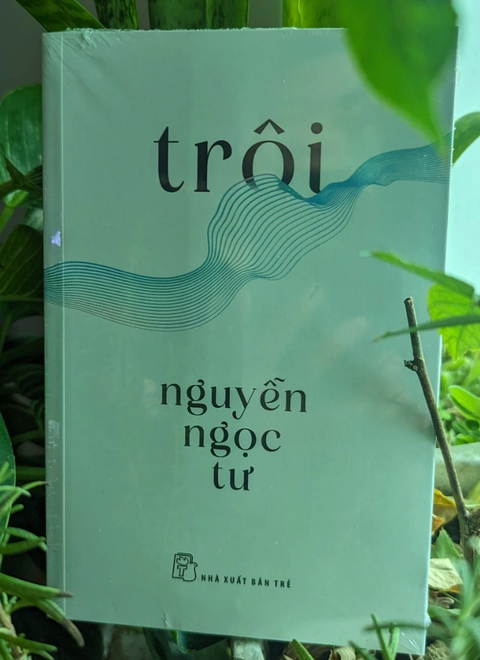 trôi
nguyễn
ngọc
tư
NHÀ XUẤT BẢN TRẺ